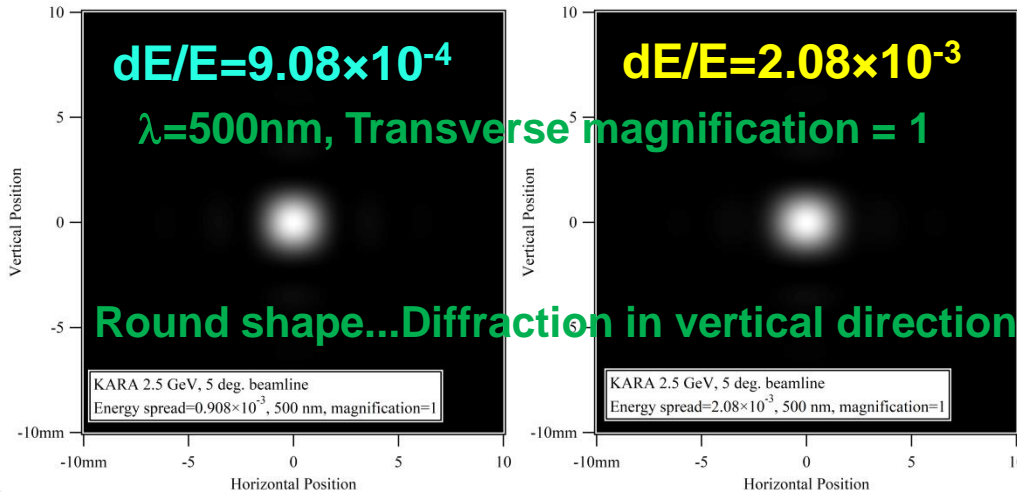 dE/E=9.08×10⁻⁴
dE/E=2.08×10⁻³
λ=500nm, Transverse magnification = 1
Round shape...Diffraction in vertical direction
10
5
0
-5
-10mm
Vertical Position
KARA 2.5 GeV, 5 deg. beamline
Energy spread=0.908×10⁻³, 500 nm, magnification=1
-10mm
-5
0
5
10
Horizontal Position
10
5
0
-5
-10mm
Vertical Position
KARA 2.5 GeV, 5 deg. beamline
Energy spread=2.08×10⁻³, 500 nm, magnification=1
-10mm
-5
0
5
10
Horizontal Position